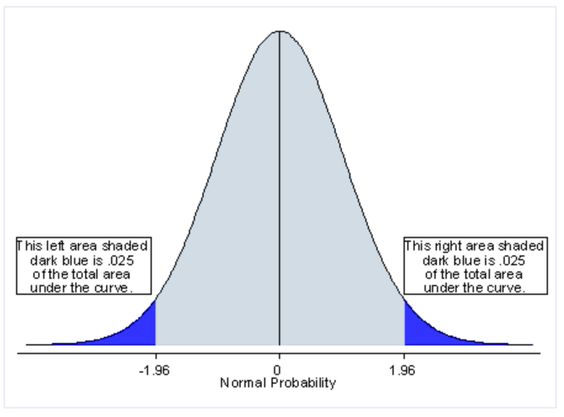 This left area shaded
dark blue is .025
of the total area
under the curve.
This right area shaded
dark blue is .025
of the total area
under the curve.
-1.96
0
1.96
Normal Probability